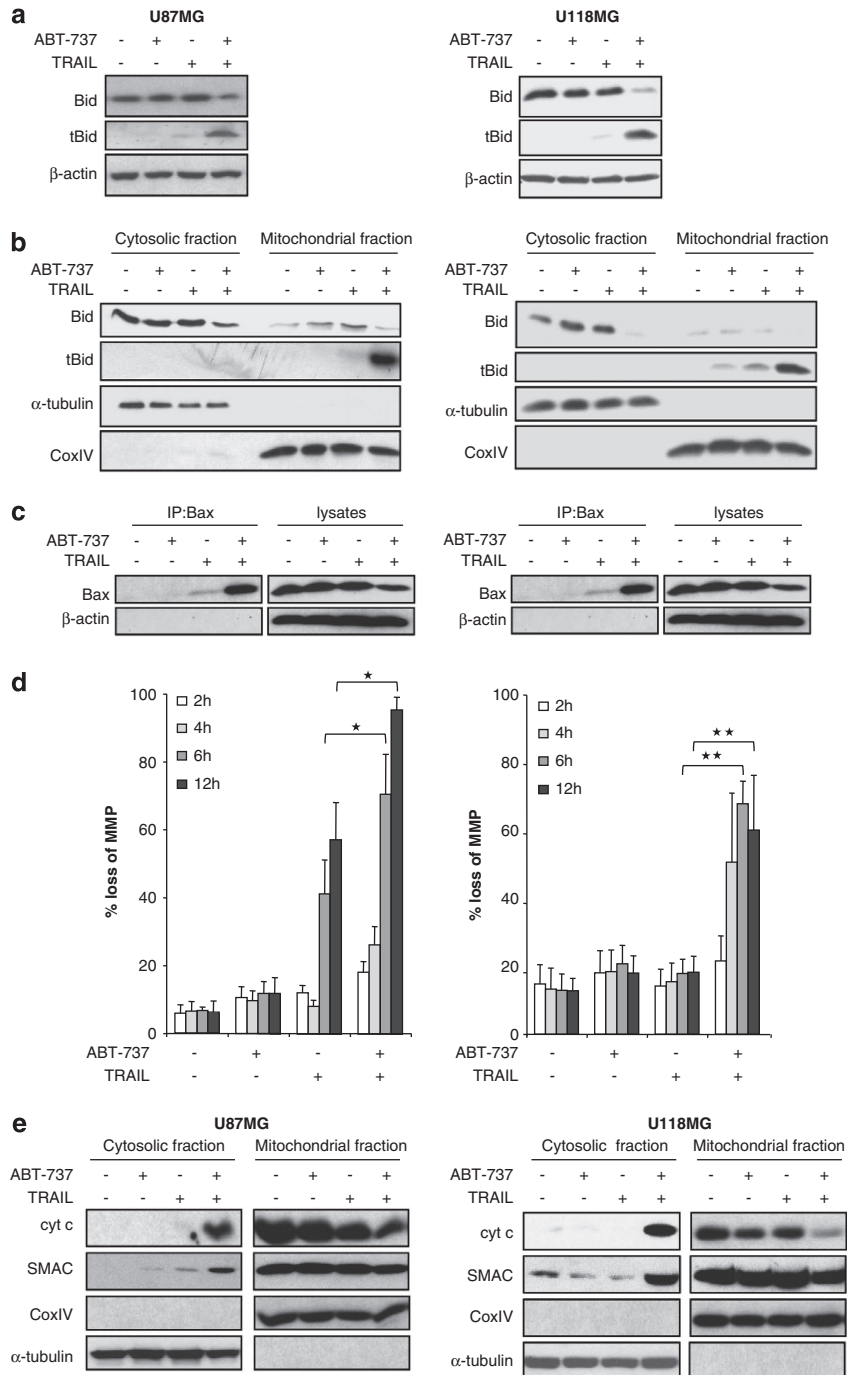 a
U87MG
U118MG
ABT-737 - + - +
TRAIL - - + +
Bid
tBid
β-actin
ABT-737 - + - +
TRAIL - - + +
Bid
tBid
β-actin
b
Cytosolic fraction Mitochondrial fraction
ABT-737 - + - + - + - +
TRAIL - - + + - - + +
Bid
tBid
α-tubulin
CoxIV
Cytosolic fraction Mitochondrial fraction
ABT-737 - + - + - + - +
TRAIL - - + + - - + +
Bid
tBid
α-tubulin
CoxIV
c
IP:Bax lysates
ABT-737 - + - + - + - +
TRAIL - - + + - - + +
Bax
β-actin
IP:Bax lysates
ABT-737 - + - + - + - +
TRAIL - - + + - - + +
Bax
β-actin
d
% loss of MMP
100
80
60
40
20
0
2h
4h
6h
12h
★
★
ABT-737 - + - +
TRAIL - - + +
% loss of MMP
100
80
60
40
20
0
2h
4h
6h
12h
★★
★★
ABT-737 - + - +
TRAIL - - + +
e
U87MG
Cytosolic fraction Mitochondrial fraction
ABT-737 - + - + - + - +
TRAIL - - + + - - + +
cyt c
SMAC
CoxIV
α-tubulin
U118MG
Cytosolic fraction Mitochondrial fraction
ABT-737 - + - + - + - +
TRAIL - - + + - - + +
cyt c
SMAC
CoxIV
α-tubulin